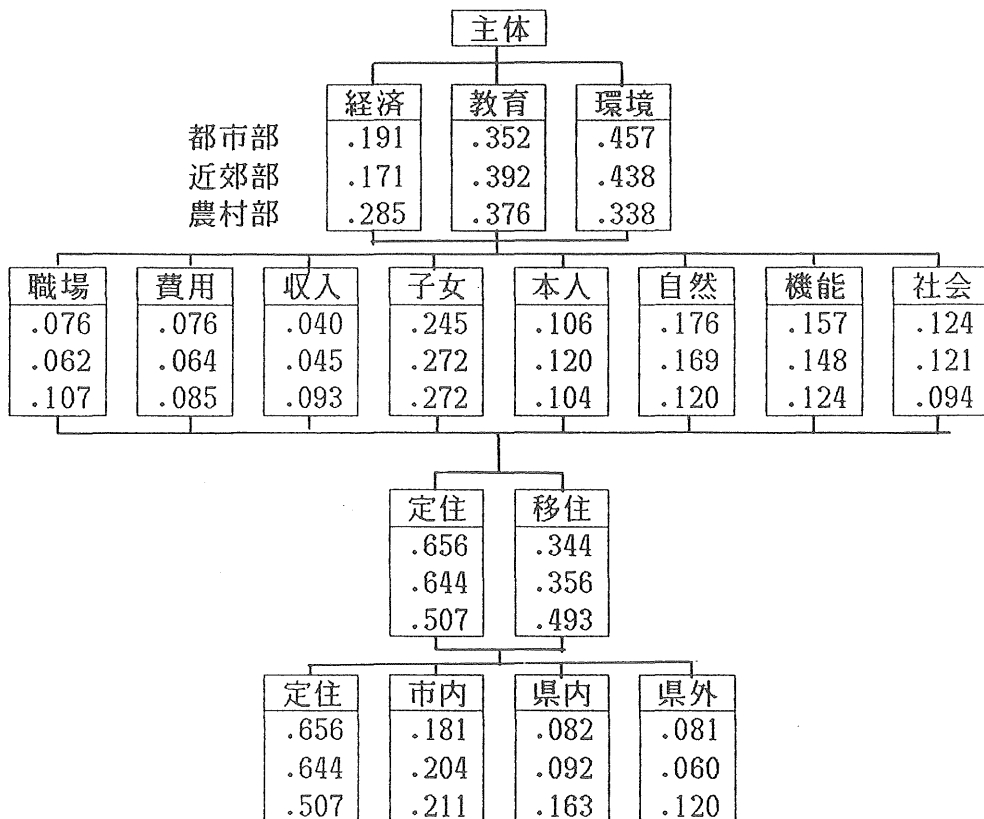 主体
経済 教育 環境
都市部 .191 .352 .457
近郊部 .171 .392 .438
農村部 .285 .376 .338
職場 費用 収入 子女 本人 自然 機能 社会
.076 .076 .040 .245 .106 .176 .157 .124
.062 .064 .045 .272 .120 .169 .148 .121
.107 .085 .093 .272 .104 .120 .124 .094
定住 移住
.656 .344
.644 .356
.507 .493
定住 市内 県内 県外
.656 .181 .082 .081
.644 .204 .092 .060
.507 .211 .163 .120